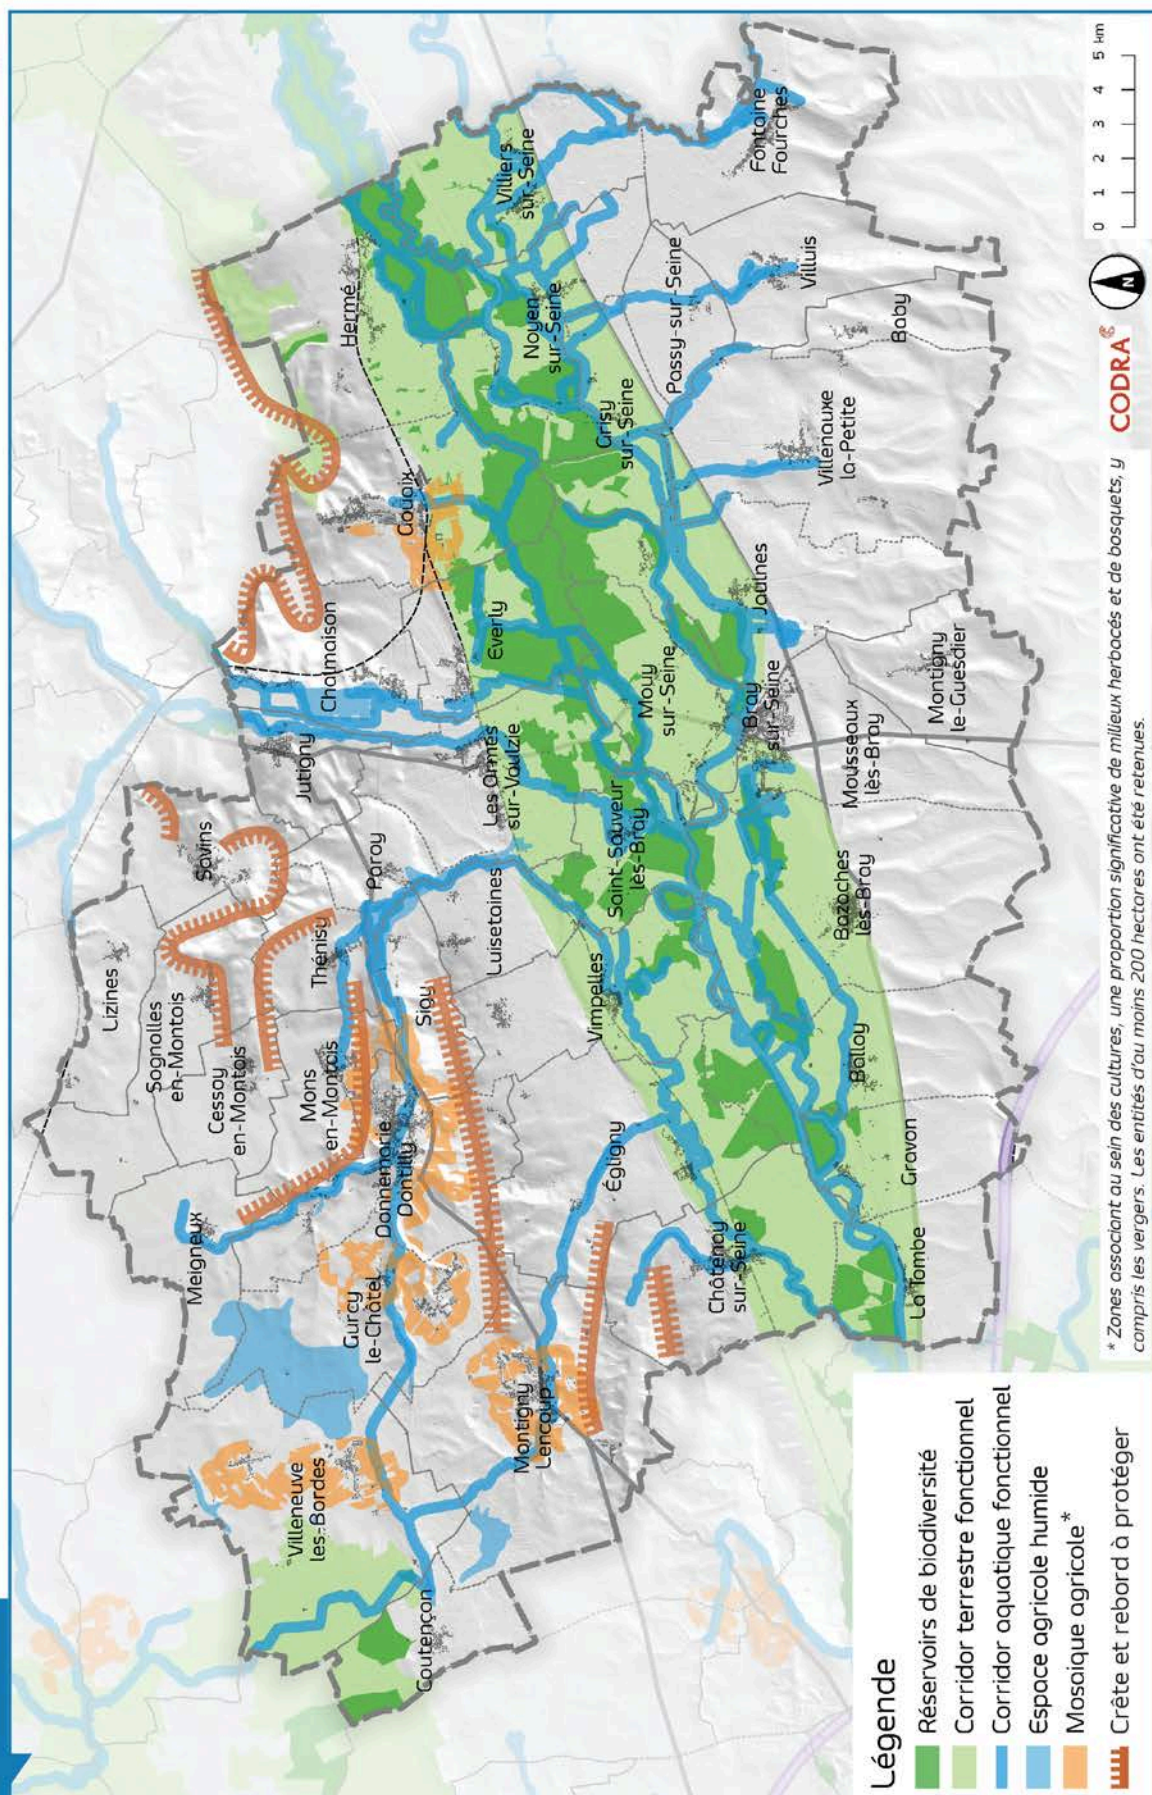 Lizines
Savins
Sognolles
en-Montois
Cessoy
en-Montois
Meigneux
Mons
en-Montois
Thénisy
Paroy
Jutigny
Chalmaison
Gouaix
Hermé
Villeneuve
les-Bordes
Gurcy
le-Châtel
Donnemarie
Dontilly
Sigy
Luisetaines
Les Ormes
sur-Voulzie
Everly
Coutençon
Montigny
Lencoup
Égligny
Vimpelles
Saint-Sauveur
lès-Bray
Mouy
sur-Seine
Grisy
sur-Seine
Noyen
sur-Seine
Villiers
sur-Seine
Châtenay
sur-Seine
Balloy
Bazoches
lès-Bray
Bray
sur-Seine
Jaulnes
Passy-sur-Seine
Fontaine
Fourches
La Tombe
Gravon
Mousseaux
lès-Bray
Montigny
le-Guesdier
Villenauxe
la-Petite
Baby
Villuis
Légende
Réservoirs de biodiversité
Corridor terrestre fonctionnel
Corridor aquatique fonctionnel
Espace agricole humide
Mosaïque agricole*
Crête et rebord à protéger
* Zones associant au sein des cultures, une proportion significative de milieux herbacés et de bosquets, y
compris les vergers. Les entités d'au moins 200 hectares ont été retenues.
CODRA
N
0 1 2 3 4 5 km